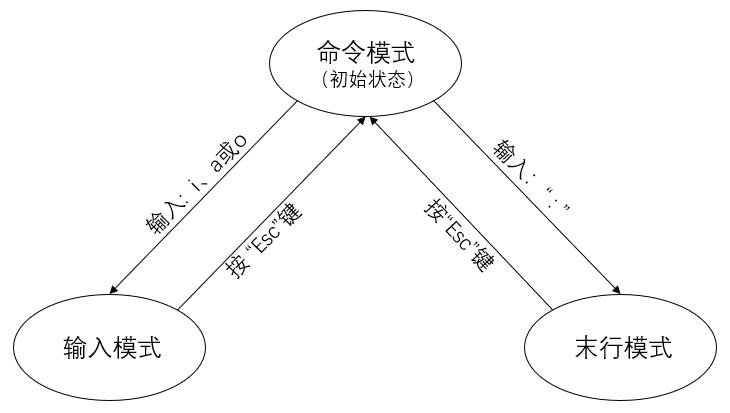 命令模式
（初始状态）
输入: i、a或o
按“Esc”键
按“Esc”键
输入: “ : ”
输入模式
末行模式